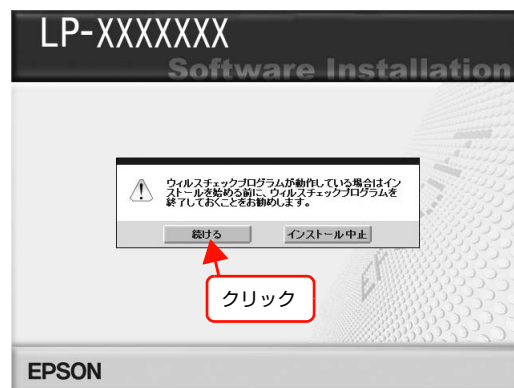 LP-XXXXXXX
Software Installation
ウィルスチェックプログラムが動作している場合はイン
ストールを始める前に、ウィルスチェックプログラムを
終了しておくことをお勧めします。
続ける
インストール中止
クリック
EPSON
EPSON